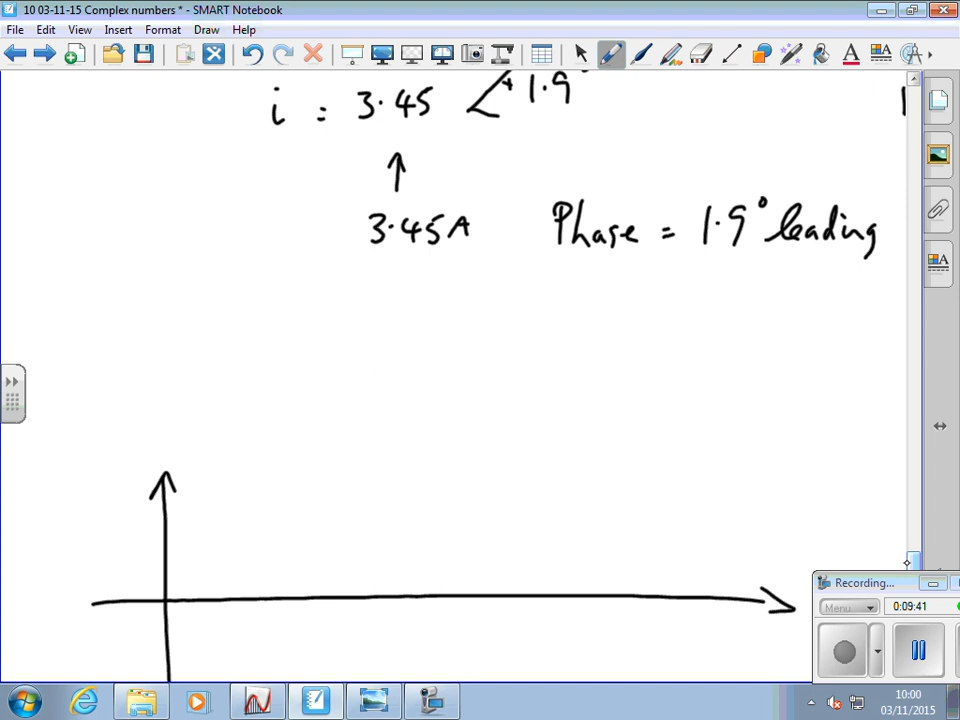 10 03-11-15 Complex numbers * - SMART Notebook
File Edit View Insert Format Draw Help
i = 3.45 ∠+1.9°
↑
3.45A Phase = 1.9° leading
Recording...
Menu 0:09:41
10:00
03/11/2015